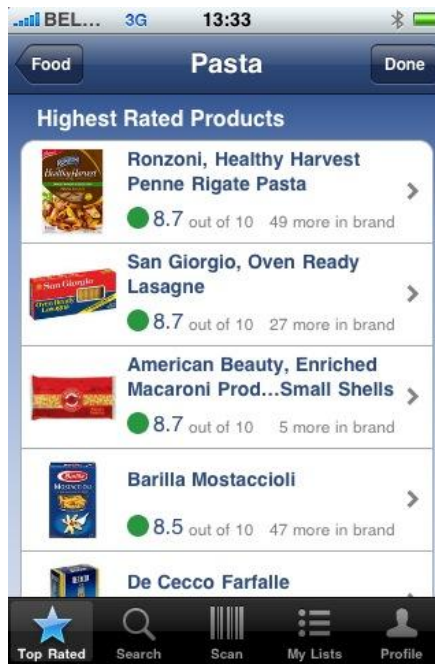 BEL... 3G 13:33
Food Pasta Done
Highest Rated Products
Ronzoni, Healthy Harvest
Penne Rigate Pasta
8.7 out of 10 49 more in brand
San Giorgio, Oven Ready
Lasagne
8.7 out of 10 27 more in brand
American Beauty, Enriched
Macaroni Prod...Small Shells
8.7 out of 10 5 more in brand
Barilla Mostaccioli
8.5 out of 10 47 more in brand
De Cecco Farfalle
Top Rated Search Scan My Lists Profile